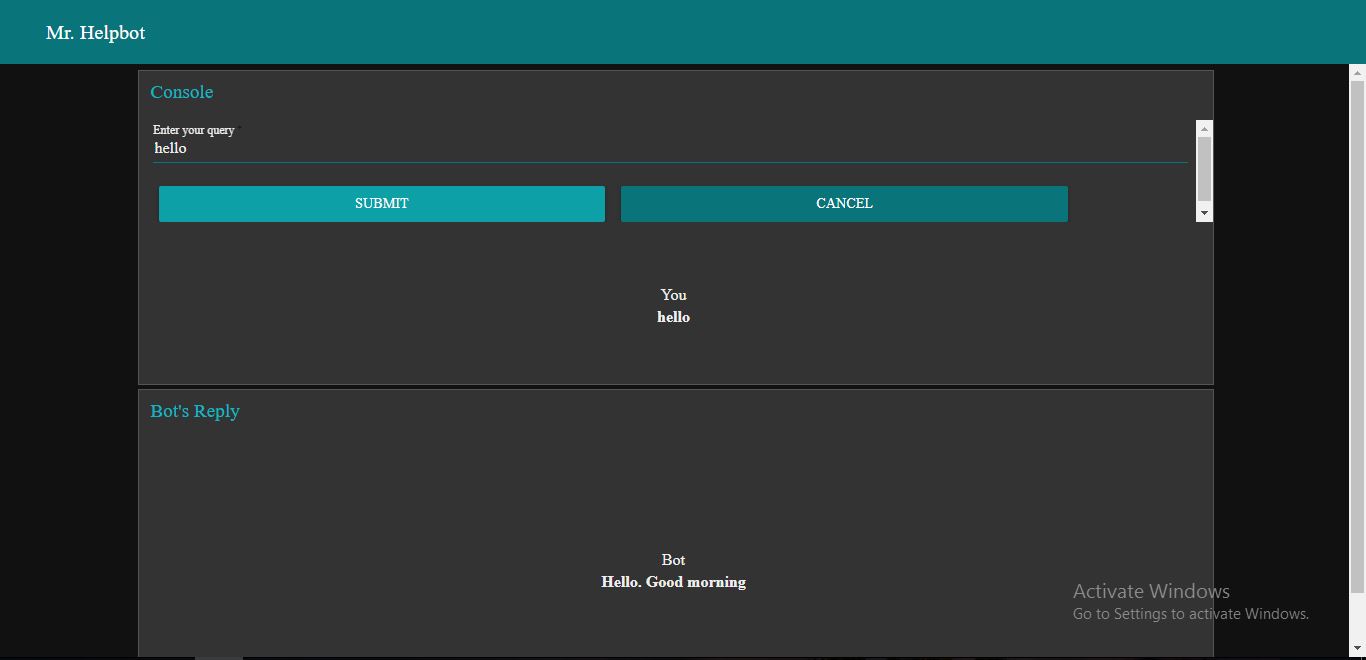 Mr. Helpbot
Console
Enter your query *
hello
SUBMIT
CANCEL
You
hello
Bot's Reply
Bot
Hello. Good morning
Activate Windows
Go to Settings to activate Windows.